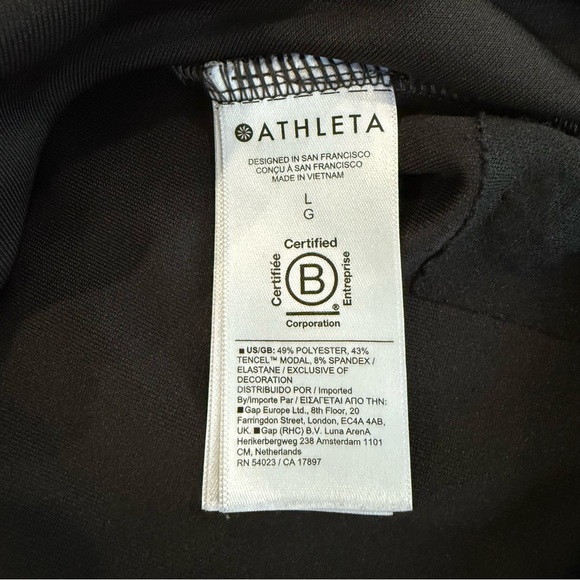 ATHLETA
DESIGNED IN SAN FRANCISCO
CONÇU À SAN FRANCISCO
MADE IN VIETNAM
L
G
Certified
Certifiée
B
Entreprise
®
Corporation
■ US/GB: 49% POLYESTER, 43%
TENCEL™ MODAL, 8% SPANDEX /
ELASTANE / EXCLUSIVE OF
DECORATION
DISTRIBUIDO POR / Imported
By/Importe Par / ΕΙΣΑΓΕΤΑΙ ΑΠΟ ΤΗΝ:
■ Gap Europe Ltd., 8th Floor, 20
Farringdon Street, London, EC4A 4AB,
UK. ■ Gap (RHC) B.V. Luna ArenA
Herikerbergweg 238 Amsterdam 1101
CM, Netherlands
RN 54023 / CA 17897